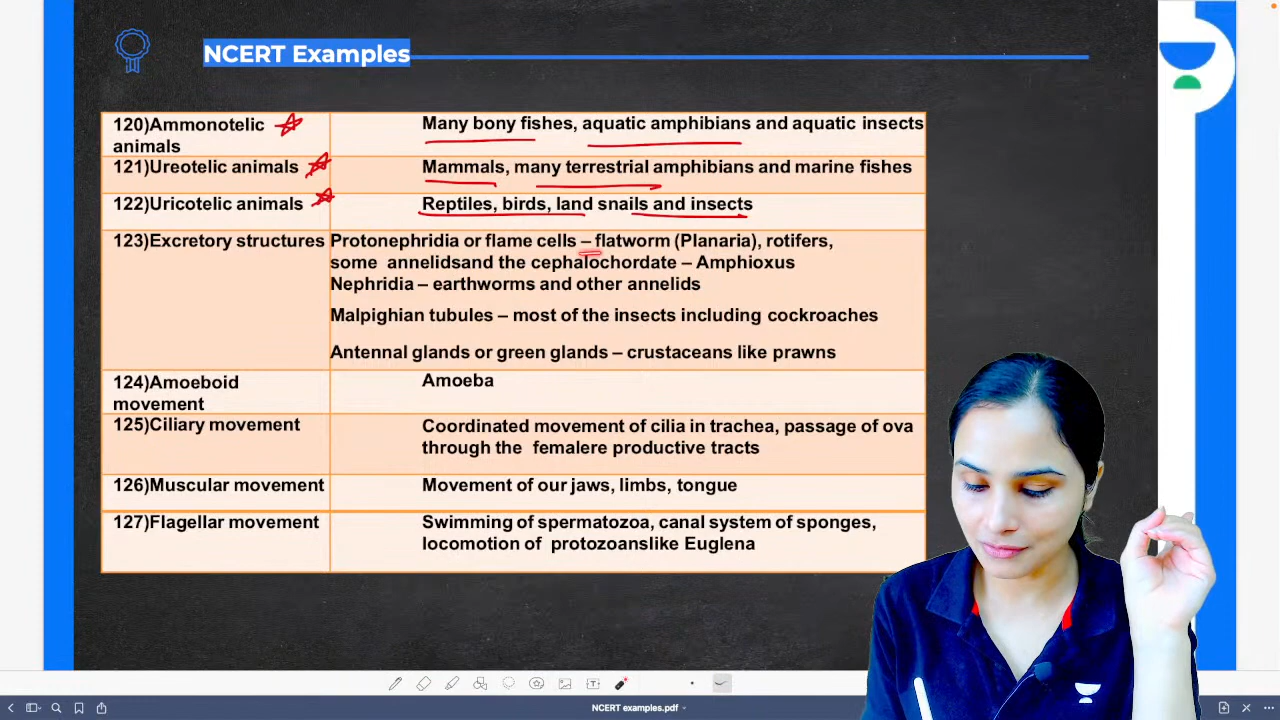 NCERT Examples
120)Ammonotelic
animals
Many bony fishes, aquatic amphibians and aquatic insects
121)Ureotelic animals
Mammals, many terrestrial amphibians and marine fishes
122)Uricotelic animals
Reptiles, birds, land snails and insects
123)Excretory structures
Protonephridia or flame cells – flatworm (Planaria), rotifers,
some annelidsand the cephalochordate – Amphioxus
Nephridia – earthworms and other annelids
Malpighian tubules – most of the insects including cockroaches
Antennal glands or green glands – crustaceans like prawns
124)Amoeboid
movement
Amoeba
125)Ciliary movement
Coordinated movement of cilia in trachea, passage of ova
through the femalere productive tracts
126)Muscular movement
Movement of our jaws, limbs, tongue
127)Flagellar movement
Swimming of spermatozoa, canal system of sponges,
locomotion of protozoanslike Euglena
NCERT examples.pdf